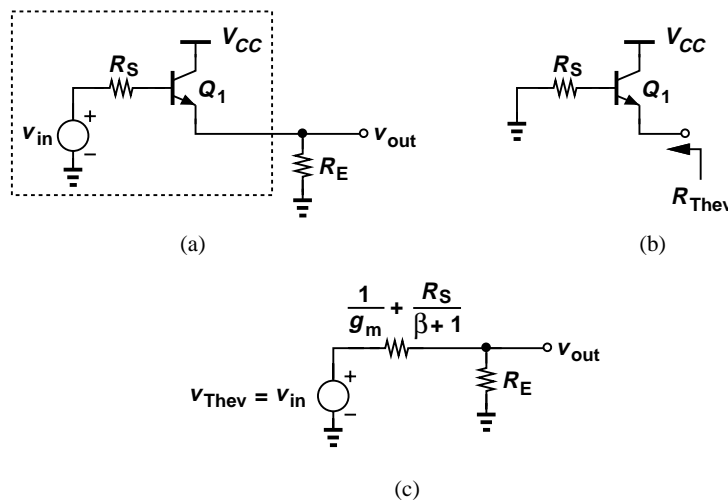 V_CC
R_S
Q_1
v_in
+
−
v_out
R_E
(a)
V_CC
R_S
Q_1
R_Thev
(b)
1/g_m + R_S/(β + 1)
v_out
v_Thev = v_in
+
−
R_E
(c)